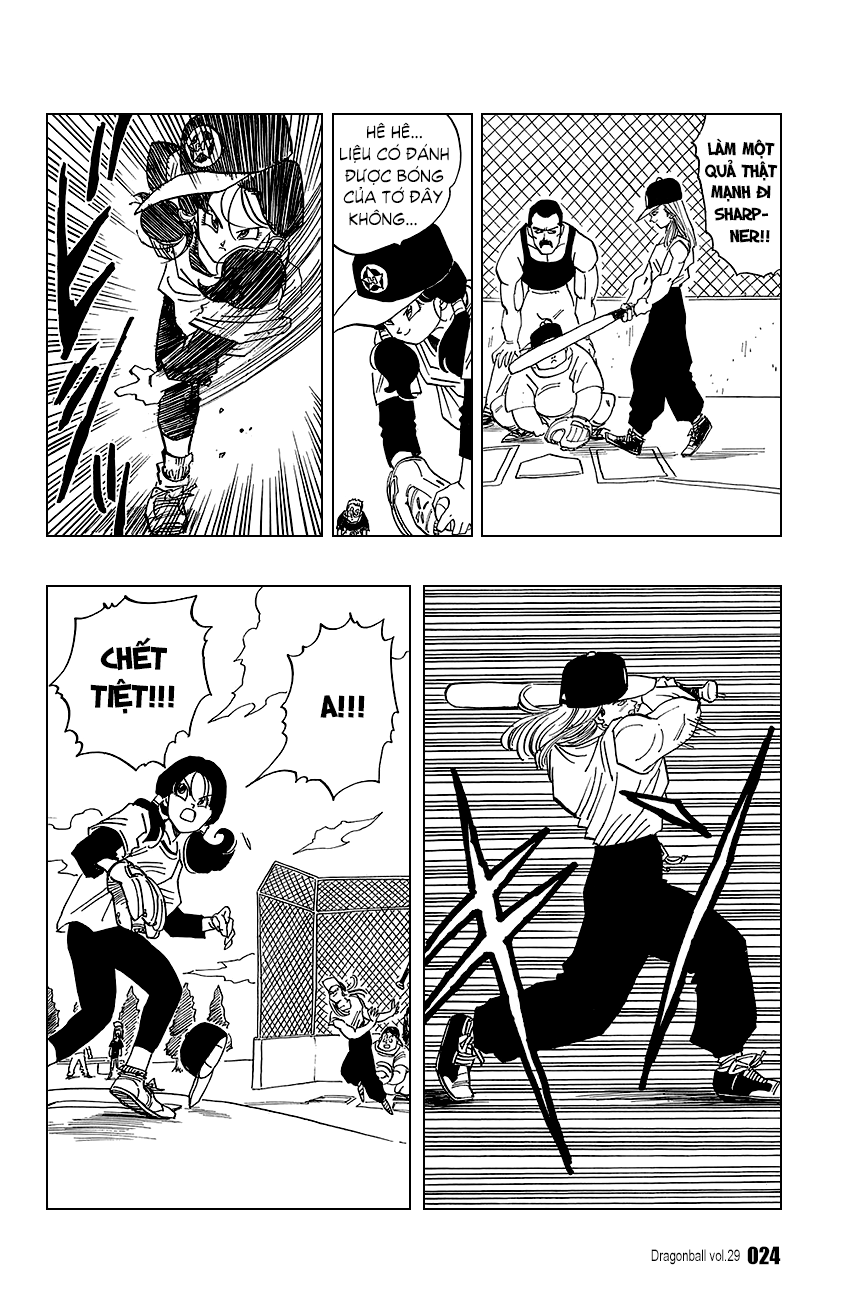 LÀM MỘT
QUẢ THẬT
MẠNH ĐI
SHARP-
NER!!
HÊ HÊ...
LIỆU CÓ ĐÁNH
ĐƯỢC BÓNG
CỦA TỚ ĐÂY
KHÔNG...
A!!!
CHẾT
TIỆT!!!
Dragonball vol.29 024